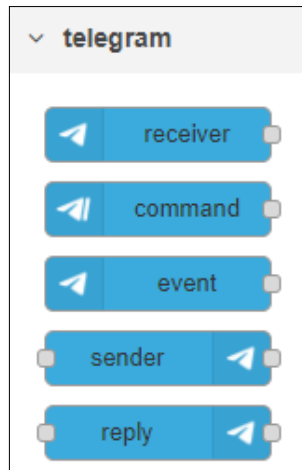 telegram
receiver
command
event
sender
reply